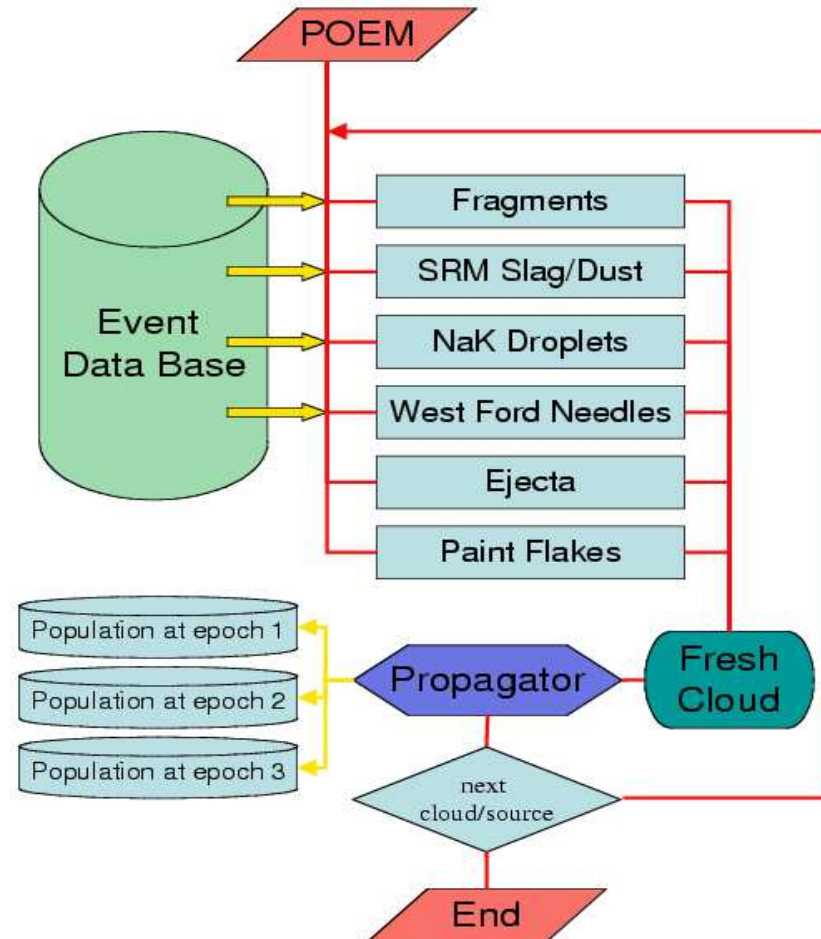 POEM
Event
Data Base
Fragments
SRM Slag/Dust
NaK Droplets
West Ford Needles
Ejecta
Paint Flakes
Population at epoch 1
Population at epoch 2
Population at epoch 3
Propagator
Fresh
Cloud
next
cloud/source
End